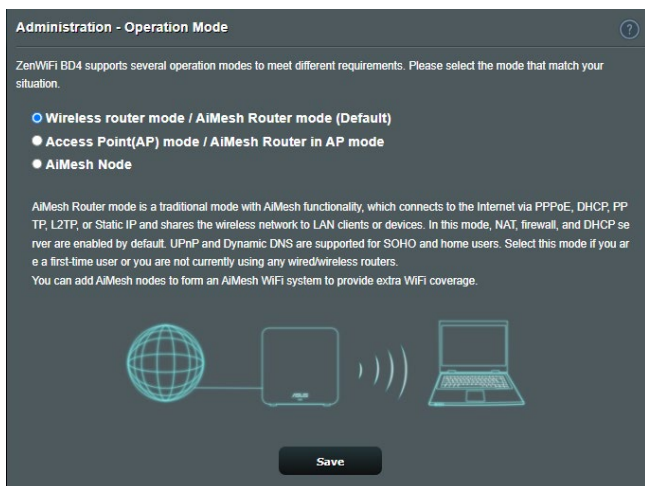 Administration - Operation Mode
?
ZenWiFi BD4 supports several operation modes to meet different requirements. Please select the mode that match your
situation.
Wireless router mode / AiMesh Router mode (Default)
Access Point(AP) mode / AiMesh Router in AP mode
AiMesh Node
AiMesh Router mode is a traditional mode with AiMesh functionality, which connects to the Internet via PPPoE, DHCP, PP
TP, L2TP, or Static IP and shares the wireless network to LAN clients or devices. In this mode, NAT, firewall, and DHCP se
rver are enabled by default. UPnP and Dynamic DNS are supported for SOHO and home users. Select this mode if you ar
e a first-time user or you are not currently using any wired/wireless routers.
You can add AiMesh nodes to form an AiMesh WiFi system to provide extra WiFi coverage.
ASUS
Save